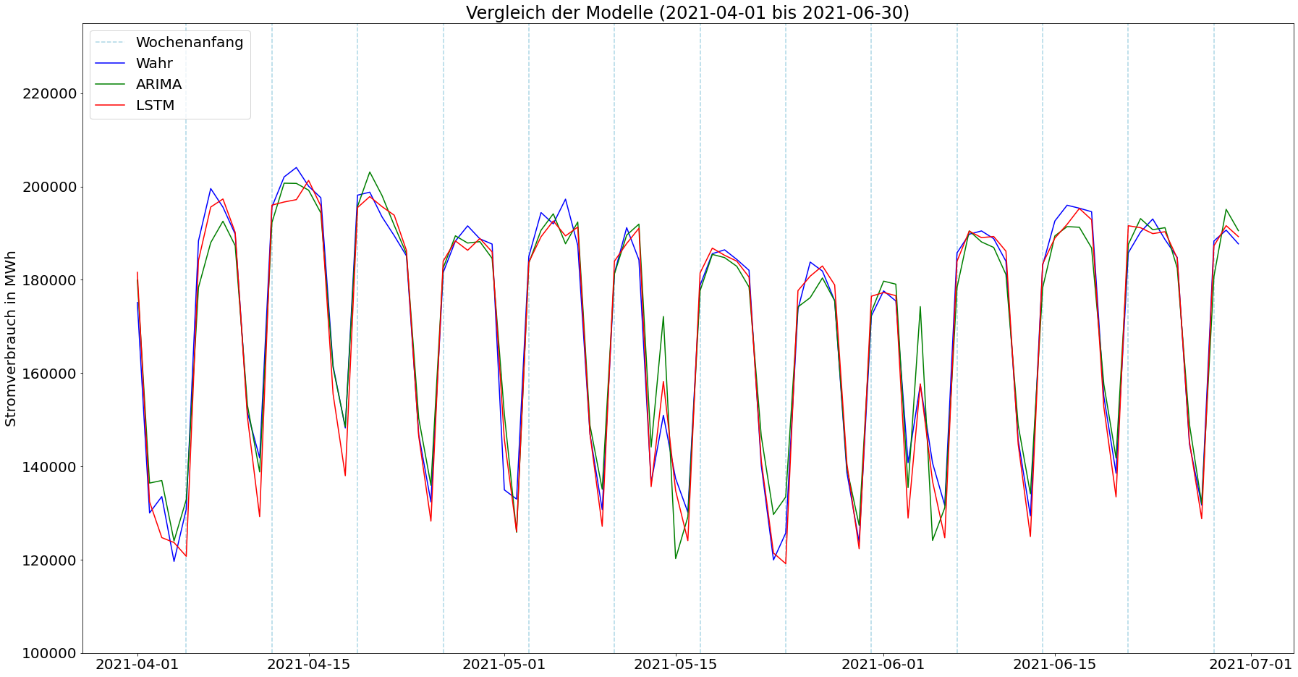 Vergleich der Modelle (2021-04-01 bis 2021-06-30)
Wochenanfang
Wahr
ARIMA
LSTM
Stromverbrauch in MWh
220000
200000
180000
160000
140000
120000
100000
2021-04-01 2021-04-15 2021-05-01 2021-05-15 2021-06-01 2021-06-15 2021-07-01